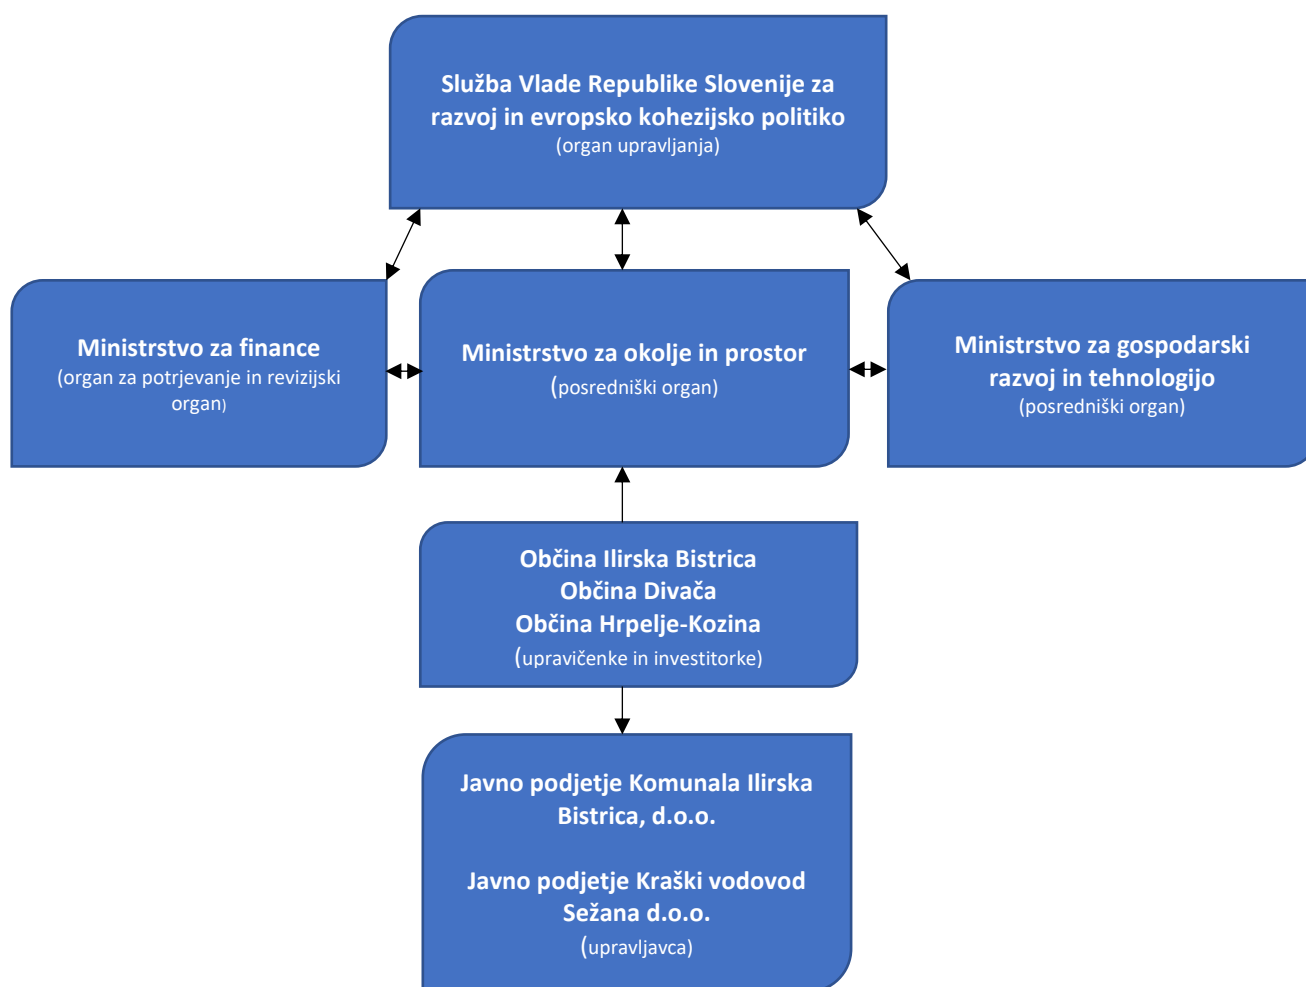 Služba Vlade Republike Slovenije za
razvoj in evropsko kohezijsko politiko
(organ upravljanja)
Ministrstvo za finance
(organ za potrjevanje in revizijski
organ)
Ministrstvo za okolje in prostor
(posredniški organ)
Ministrstvo za gospodarski
razvoj in tehnologijo
(posredniški organ)
Občina Ilirska Bistrica
Občina Divača
Občina Hrpelje-Kozina
(upravičenke in investitorke)
Javno podjetje Komunala Ilirska
Bistrica, d.o.o.
Javno podjetje Kraški vodovod
Sežana d.o.o.
(upravljavca)